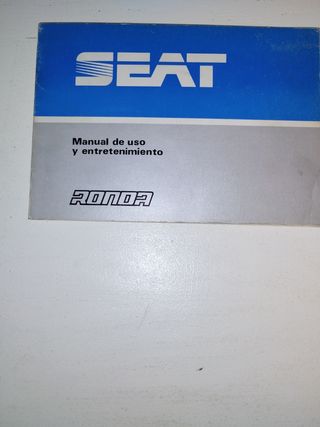 SEAT
Manual de uso
y entretenimiento
RONDA